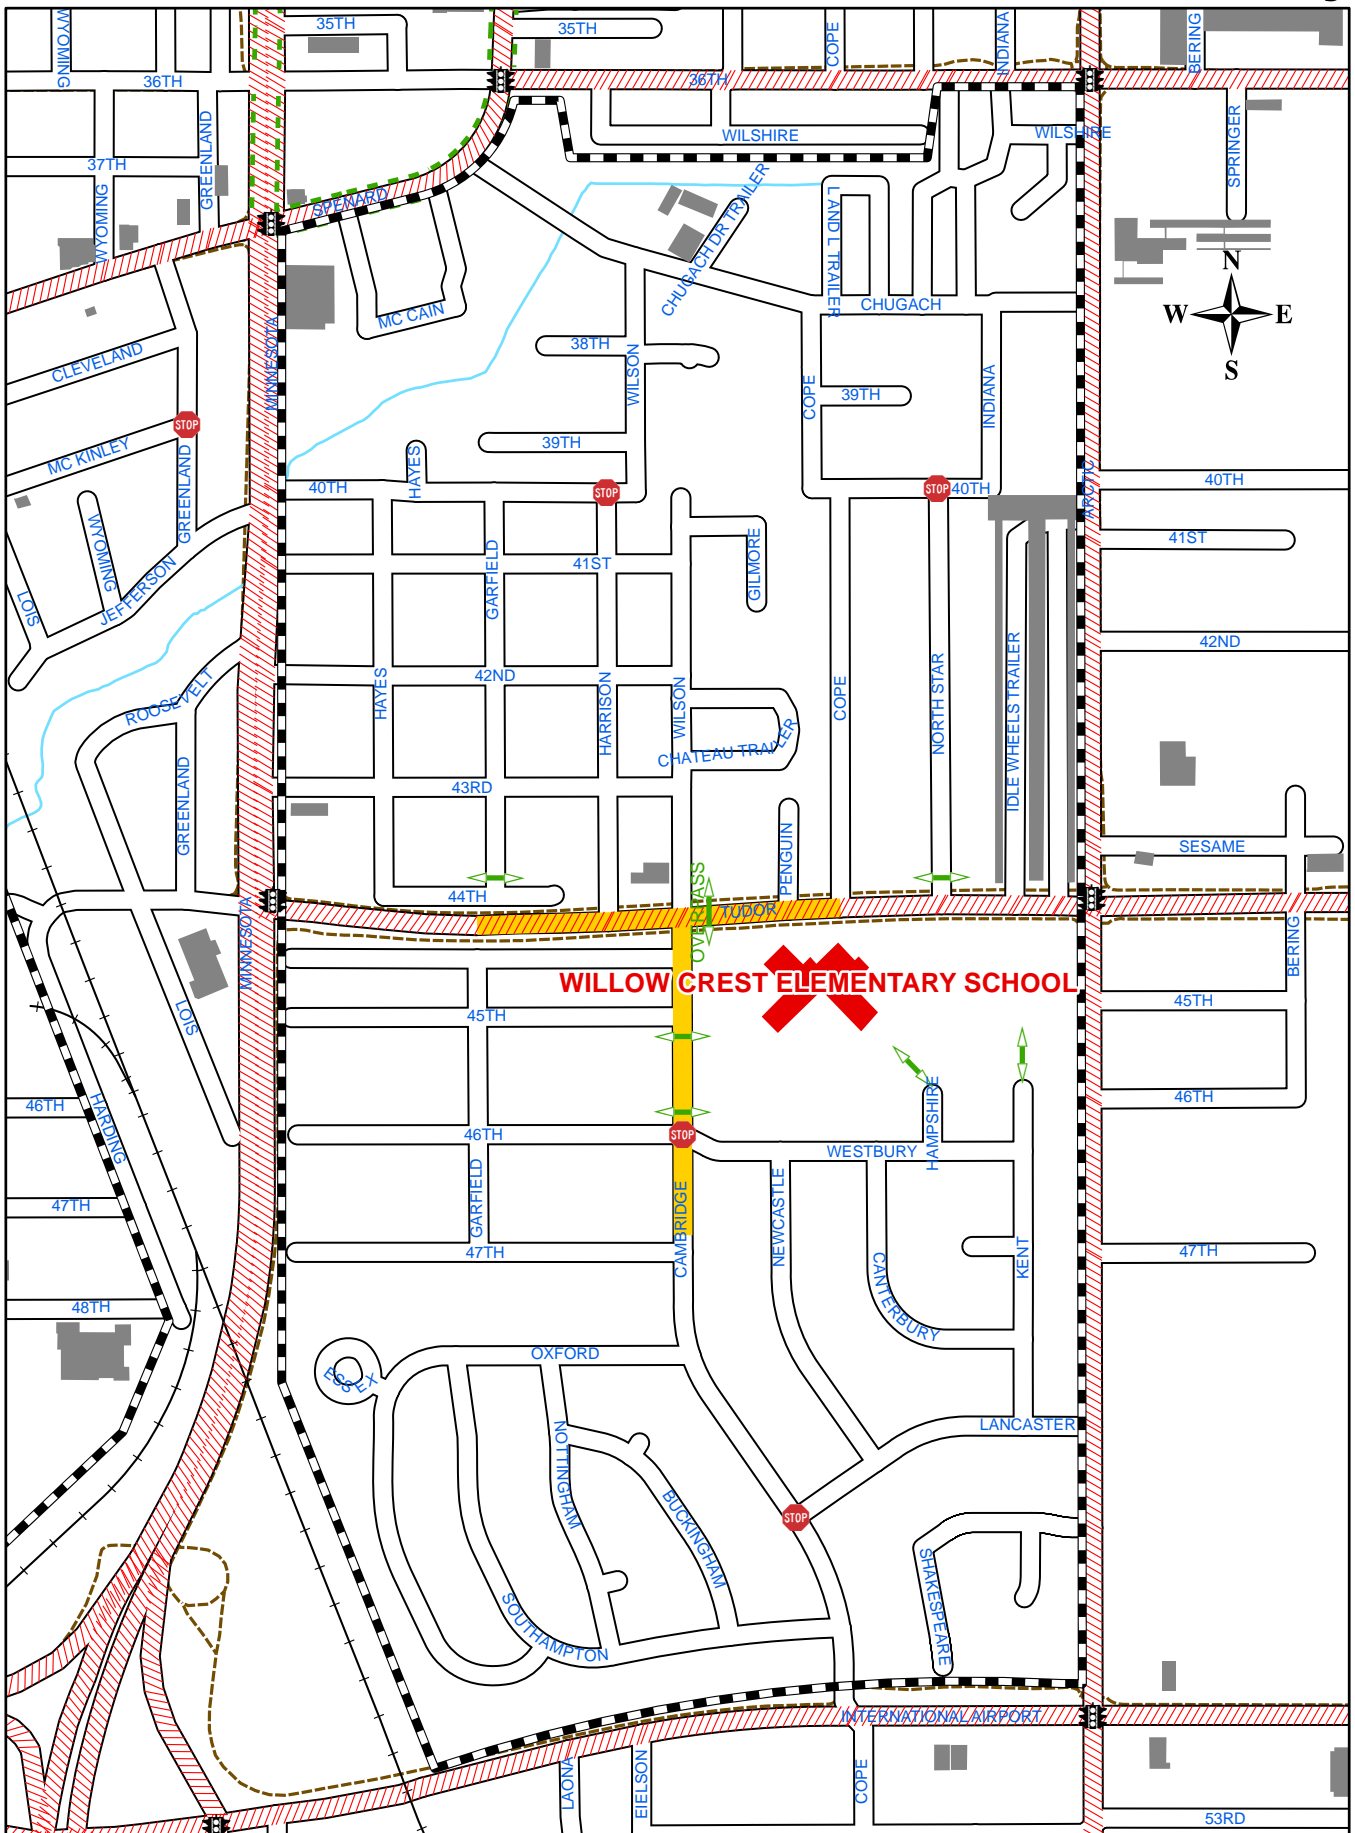 WYOMING
35TH
35TH
COPE
INDIANA
BERING
36TH
36TH
GREENLAND
WILSHIRE
WILSHIRE
SPRINGER
37TH
WYOMING
SPENARD
CHUGACH DR TRAILER
LAND L TRAILER
N
W
E
S
MC CAIN
CHUGACH
MINNESOTA
CLEVELAND
38TH
WILSON
COPE
39TH
INDIANA
STOP
MC KINLEY
39TH
GREENLAND
HAYES
40TH
STOP
STOP
40TH
ARCTIC
40TH
WYOMING
JEFFERSON
LOIS
GARFIELD
41ST
GILMORE
41ST
42ND
42ND
ROOSEVELT
HAYES
HARRISON
WILSON
COPE
NORTH STAR
IDLE WHEELS TRAILER
CHATEAU TRAILER
43RD
GREENLAND
PENGUIN
SESAME
44TH
OVERPASS
TUDOR
MINNESOTA
BERING
WILLOW CREST ELEMENTARY SCHOOL
LOIS
45TH
45TH
HARDING
46TH
46TH
STOP
HAMPSHIRE
WESTBURY
46TH
47TH
GARFIELD
CAMBRIDGE
NEWCASTLE
47TH
CANTERBURY
KENT
47TH
48TH
OXFORD
ESSEX
NOTTINGHAM
LANCASTER
BUCKINGHAM
STOP
SHAKESPEARE
SOUTHAMPTON
INTERNATIONAL AIRPORT
LAONA
EIELSON
COPE
53RD